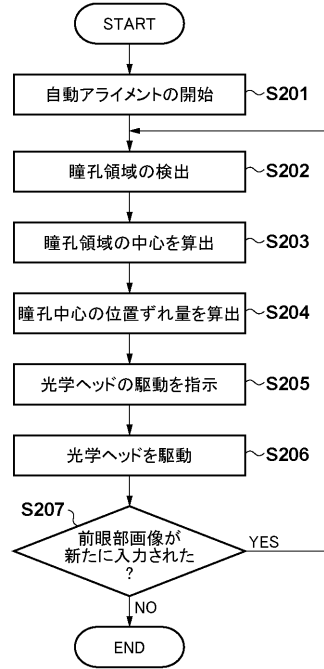 START
自動アライメントの開始
S201
瞳孔領域の検出
S202
瞳孔領域の中心を算出
S203
瞳孔中心の位置ずれ量を算出
S204
光学ヘッドの駆動を指示
S205
光学ヘッドを駆動
S206
S207
前眼部画像が
新たに入力された
?
YES
NO
END